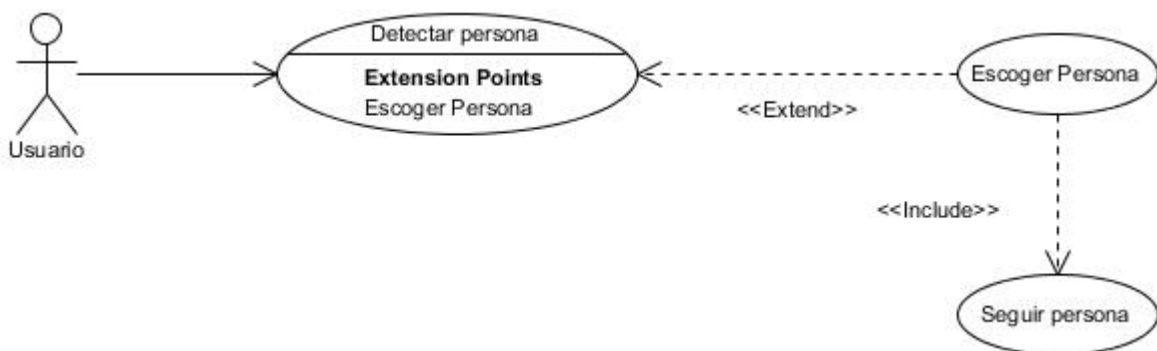 Detectar persona
Extension Points
Escoger Persona
Usuario
<<Extend>>
Escoger Persona
<<Include>>
Seguir persona